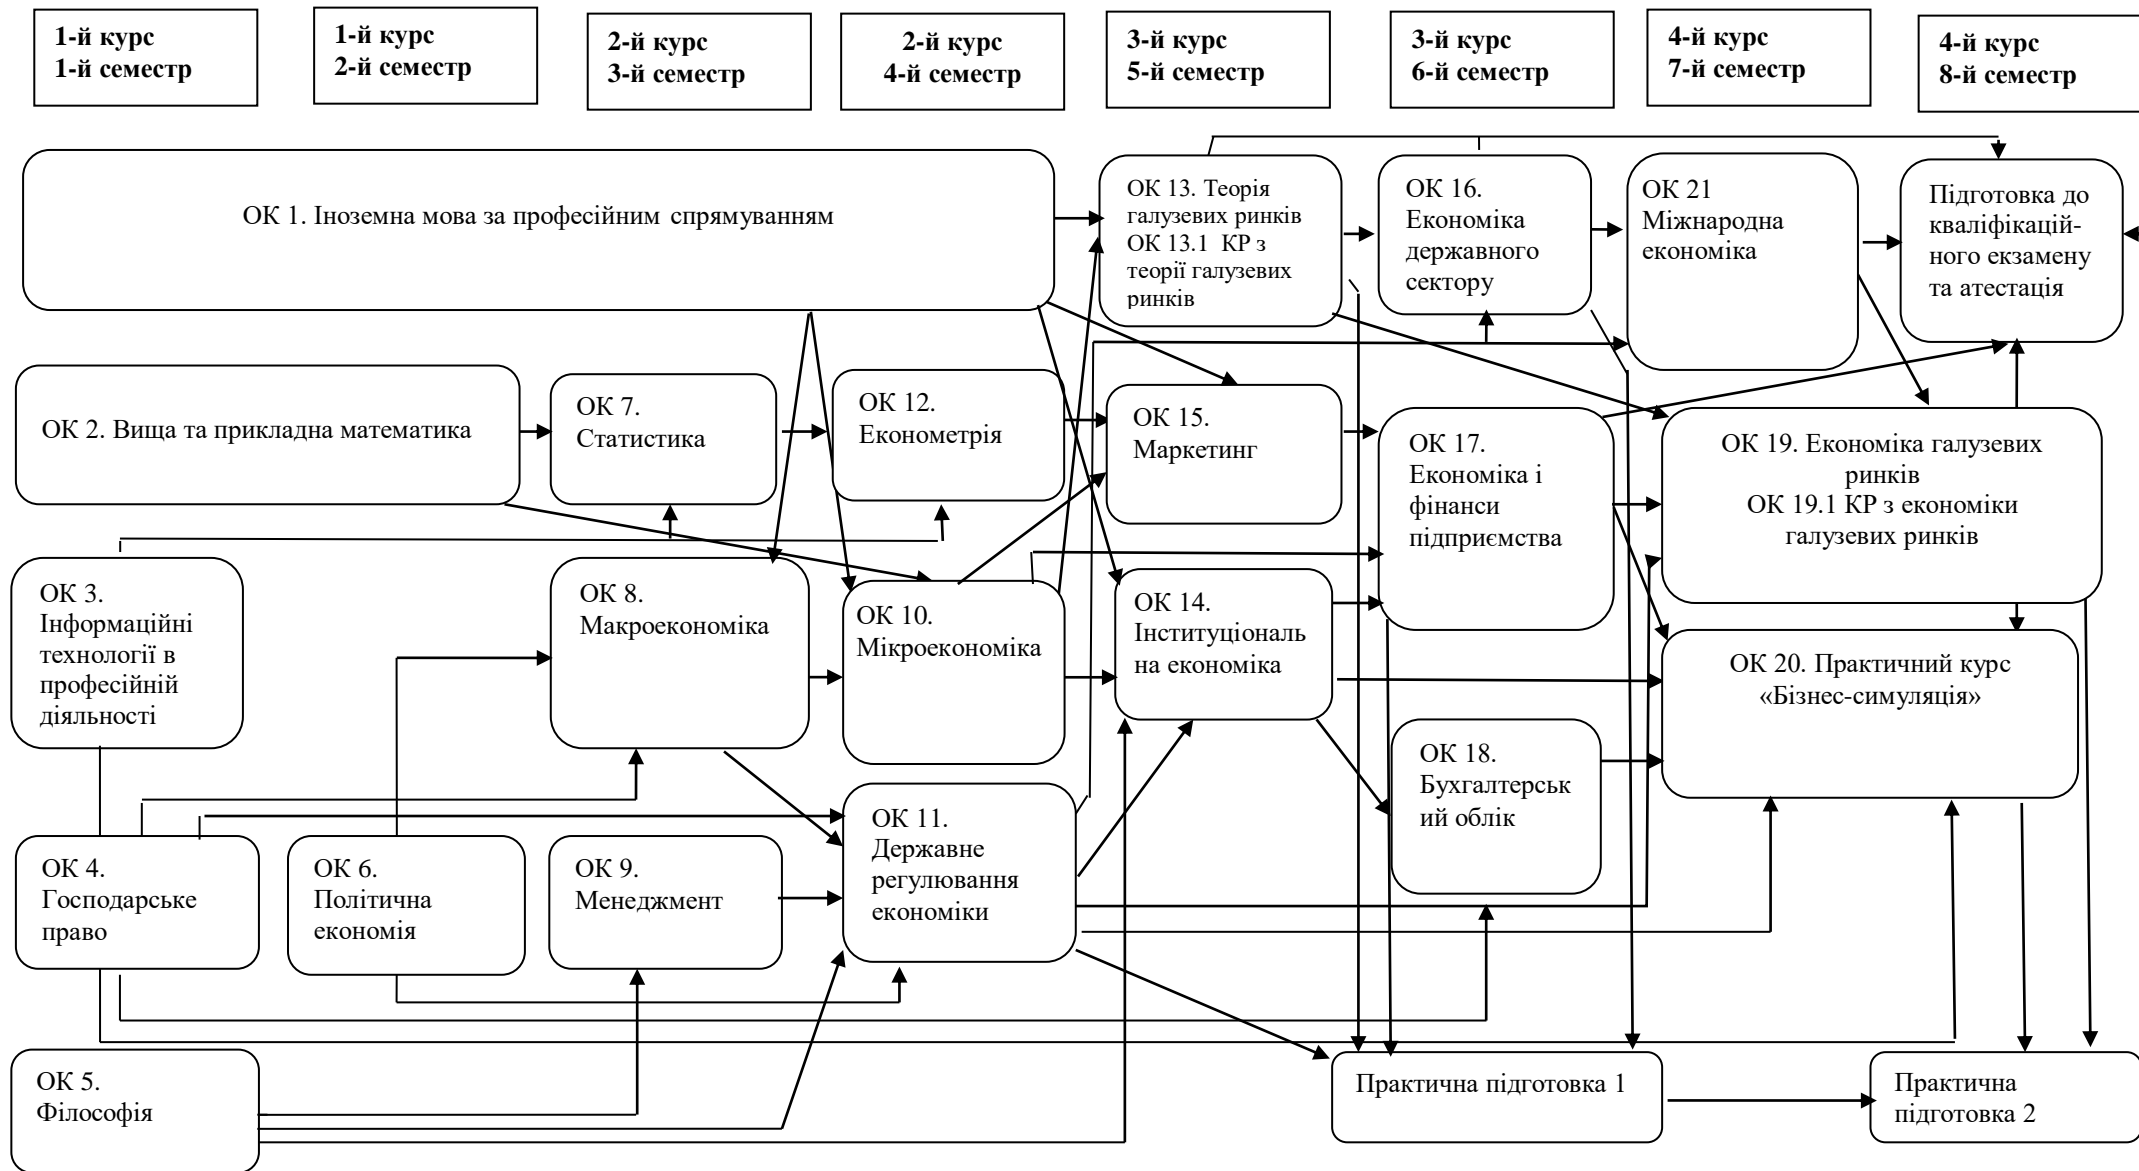 1-й курс
1-й семестр
1-й курс
2-й семестр
2-й курс
3-й семестр
2-й курс
4-й семестр
3-й курс
5-й семестр
3-й курс
6-й семестр
4-й курс
7-й семестр
4-й курс
8-й семестр
ОК 1. Іноземна мова за професійним спрямуванням
ОК 13. Теорія
галузевих ринків
ОК 13.1 КР з
теорії галузевих
ринків
ОК 16.
Економіка
державного
сектору
ОК 21
Міжнародна
економіка
Підготовка до
кваліфікацій-
ного екзамену
та атестація
ОК 2. Вища та прикладна математика
ОК 7.
Статистика
ОК 12.
Економетрія
ОК 15.
Маркетинг
ОК 17.
Економіка і
фінанси
підприємства
ОК 19. Економіка галузевих
ринків
ОК 19.1 КР з економіки
галузевих ринків
ОК 3.
Інформаційні
технології в
професійній
діяльності
ОК 8.
Макроекономіка
ОК 10.
Мікроекономіка
ОК 14.
Інституціональ
на економіка
ОК 20. Практичний курс
«Бізнес-симуляція»
ОК 18.
Бухгалтерськ
ий облік
ОК 4.
Господарське
право
ОК 6.
Політична
економія
ОК 9.
Менеджмент
ОК 11.
Державне
регулювання
економіки
ОК 5.
Філософія
Практична підготовка 1
Практична
підготовка 2